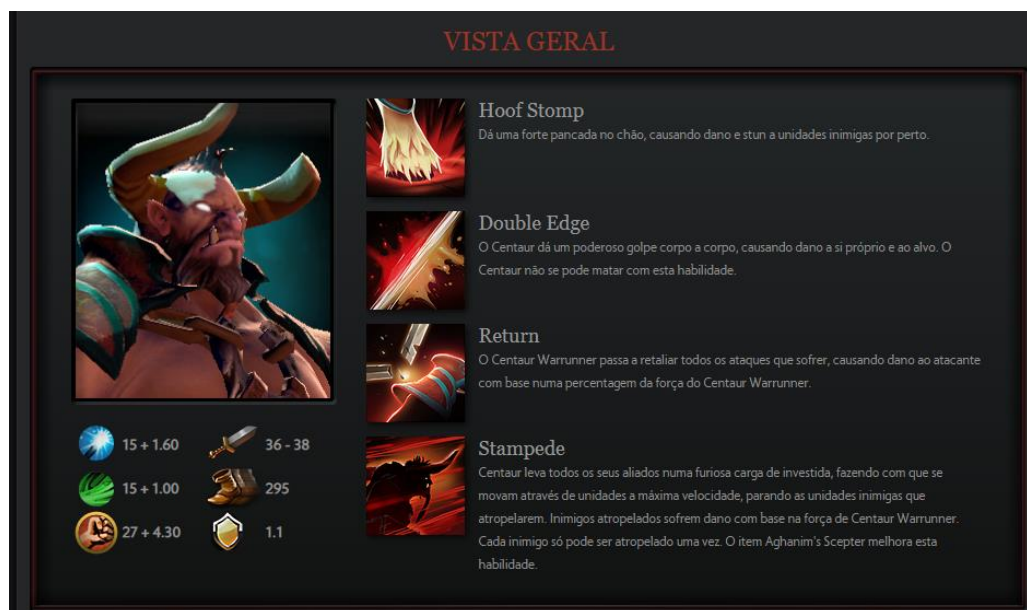 VISTA GERAL
Hoof Stomp
Dá uma forte pancada no chão, causando dano e stun a unidades inimigas por perto.
Double Edge
O Centaur dá um poderoso golpe corpo a corpo, causando dano a si próprio e ao alvo. O
Centaur não se pode matar com esta habilidade.
Return
O Centaur Warrunner passa a retaliar todos os ataques que sofrer, causando dano ao atacante
com base numa percentagem da força do Centaur Warrunner.
Stampede
Centaur leva todos os seus aliados numa furiosa carga de investida, fazendo com que se
movam através de unidades a máxima velocidade, parando as unidades inimigas que
atropelarem. Inimigos atropelados sofrem dano com base na força de Centaur Warrunner.
Cada inimigo só pode ser atropelado uma vez. O item Aghanim's Scepter melhora esta
habilidade.
15 + 1.60 36 - 38
15 + 1.00 295
27 + 4.30 1.1